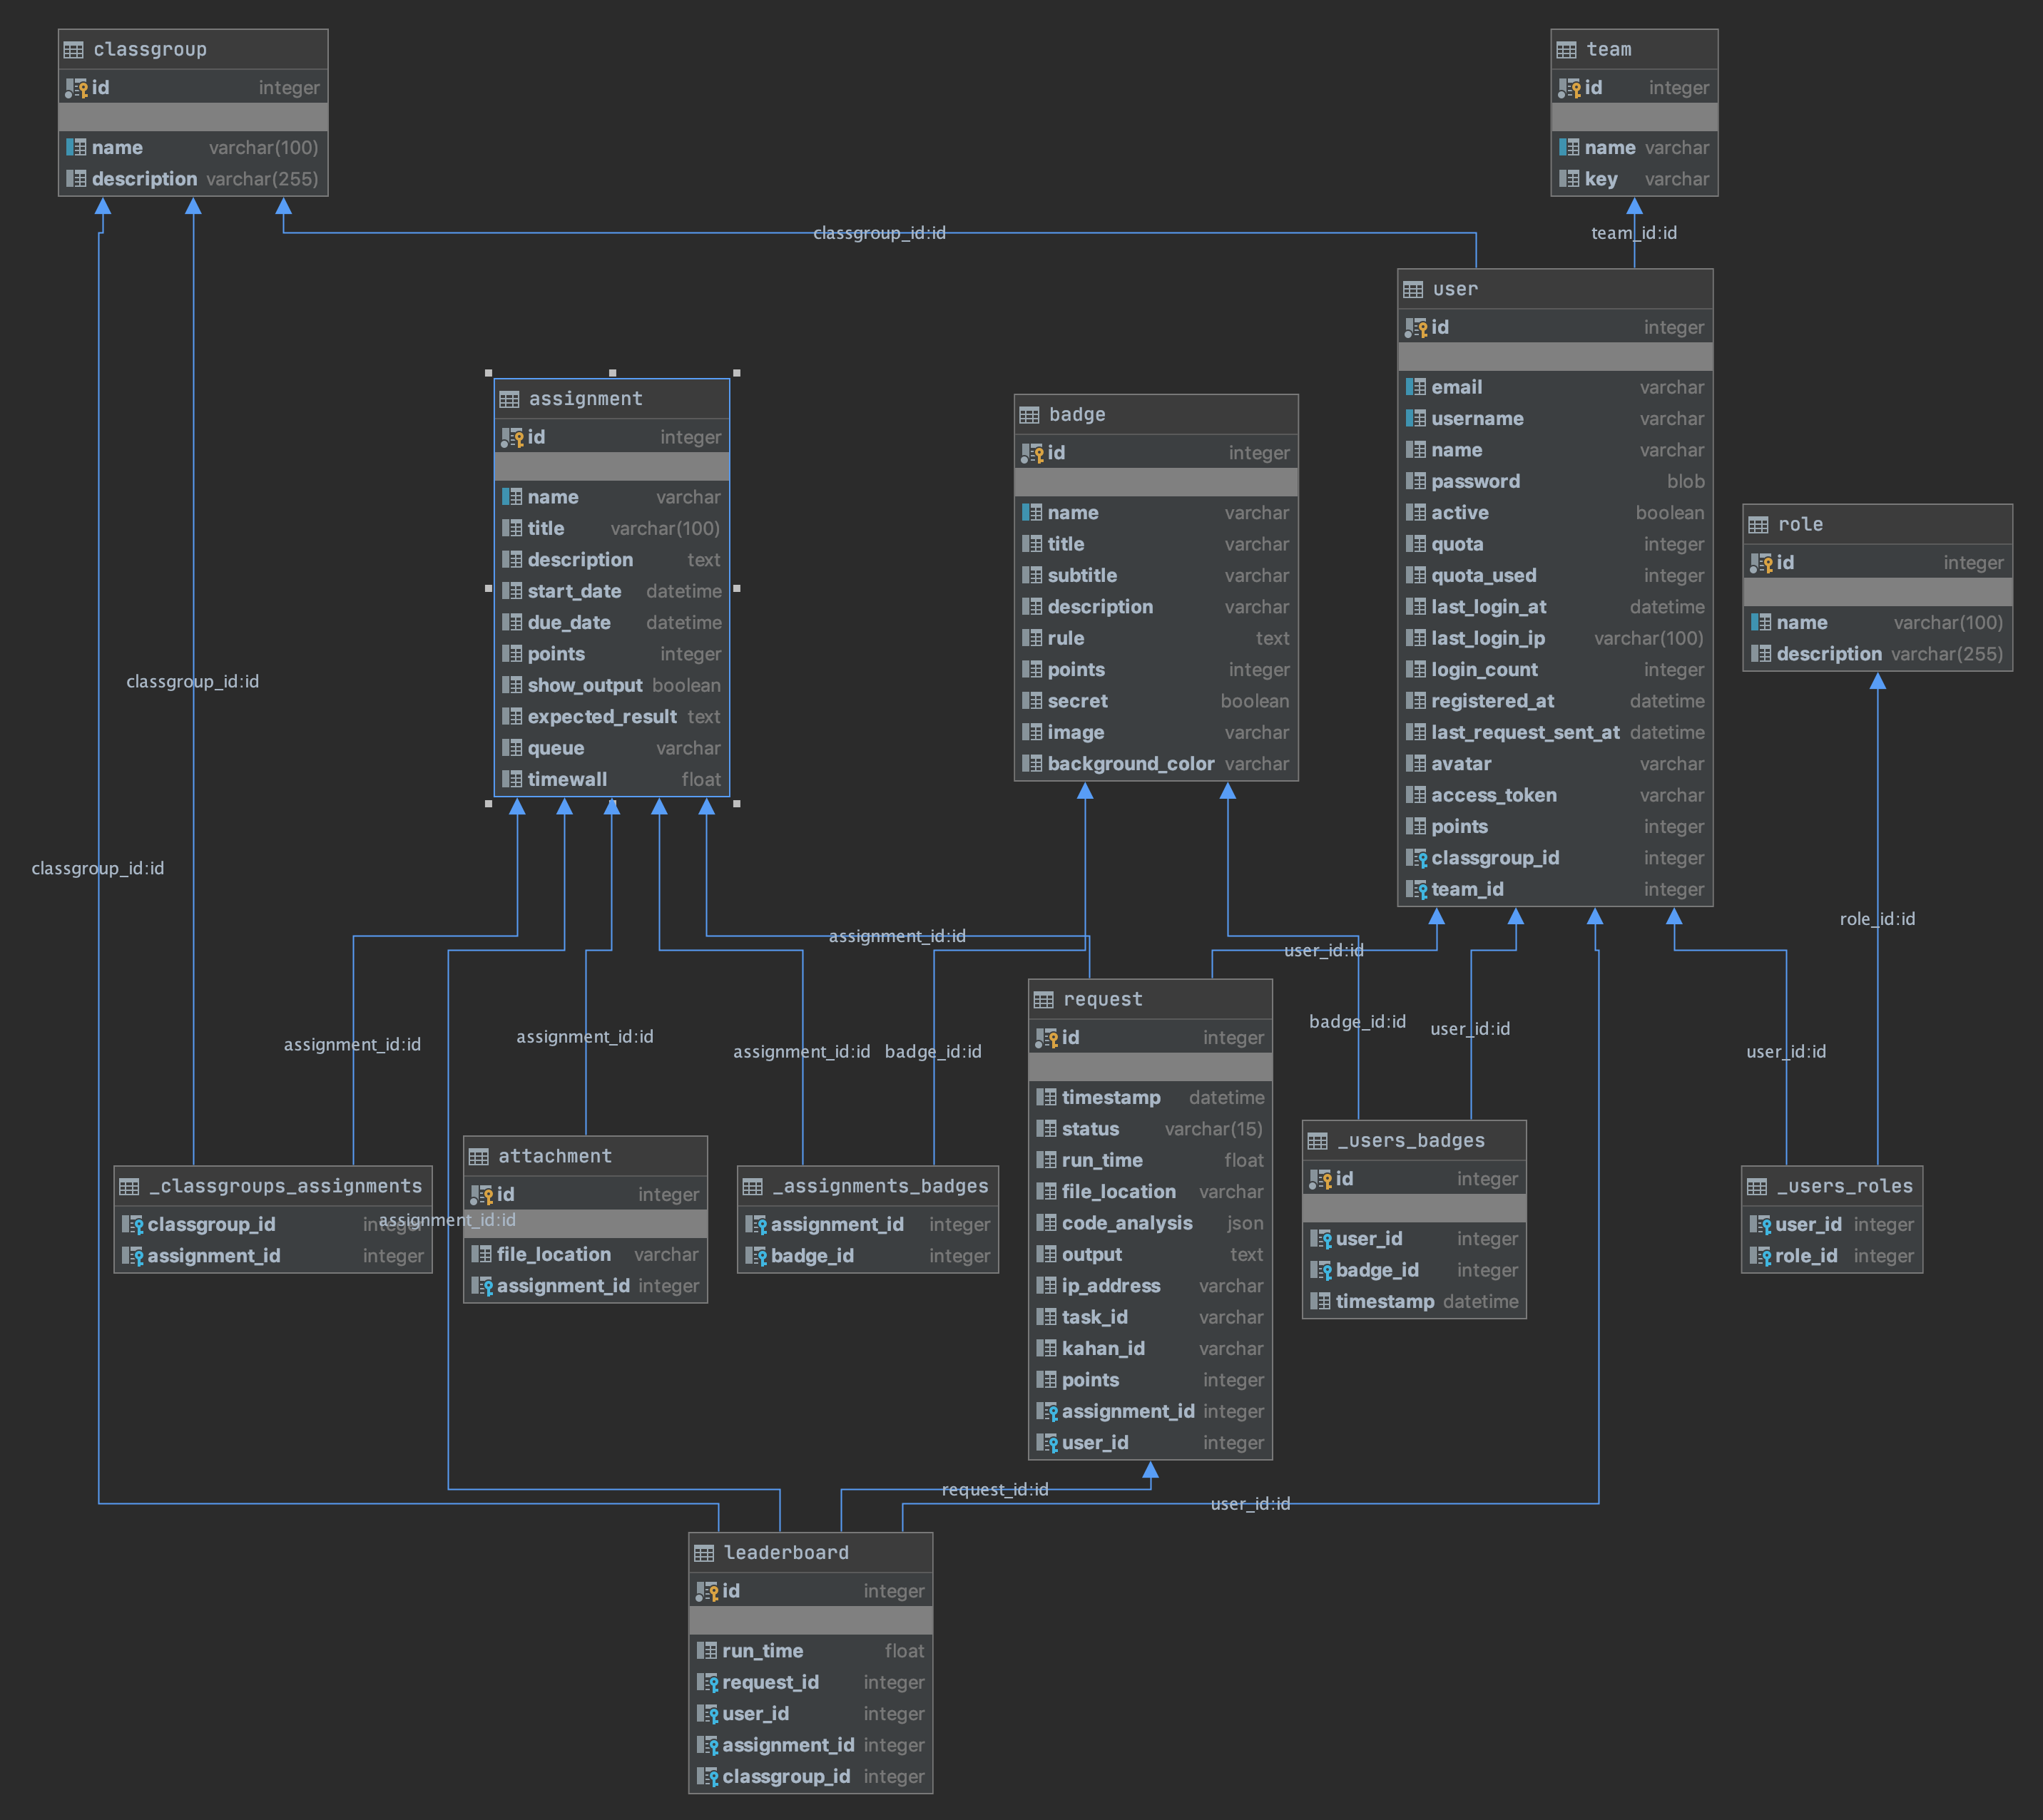 classgroup
id integer
name varchar(100)
description varchar(255)
team
id integer
name varchar
key varchar
classgroup_id:id
team_id:id
user
id integer
email varchar
username varchar
name varchar
password blob
active boolean
quota integer
quota_used integer
last_login_at datetime
last_login_ip varchar(100)
login_count integer
registered_at datetime
last_request_sent_at datetime
avatar varchar
access_token varchar
points integer
classgroup_id integer
team_id integer
assignment
id integer
name varchar
title varchar(100)
description text
start_date datetime
due_date datetime
points integer
show_output boolean
expected_result text
queue varchar
timewall float
badge
id integer
name varchar
title varchar
subtitle varchar
description varchar
rule text
points integer
secret boolean
image varchar
background_color varchar
role
id integer
name varchar(100)
description varchar(255)
classgroup_id:id
classgroup_id:id
assignment_id:id
user_id:id
role_id:id
assignment_id:id
assignment_id:id
assignment_id:id
badge_id:id
badge_id:id
user_id:id
user_id:id
request
id integer
timestamp datetime
status varchar(15)
run_time float
file_location varchar
code_analysis json
output text
ip_address varchar
task_id varchar
kahan_id varchar
points integer
assignment_id integer
user_id integer
_classgroups_assignments
classgroup_id integer
assignment_id integer
assignment_id:id
attachment
id integer
file_location varchar
assignment_id integer
_assignments_badges
assignment_id integer
badge_id integer
_users_badges
id integer
user_id integer
badge_id integer
timestamp datetime
_users_roles
user_id integer
role_id integer
request_id:id
user_id:id
leaderboard
id integer
run_time float
request_id integer
user_id integer
assignment_id integer
classgroup_id integer